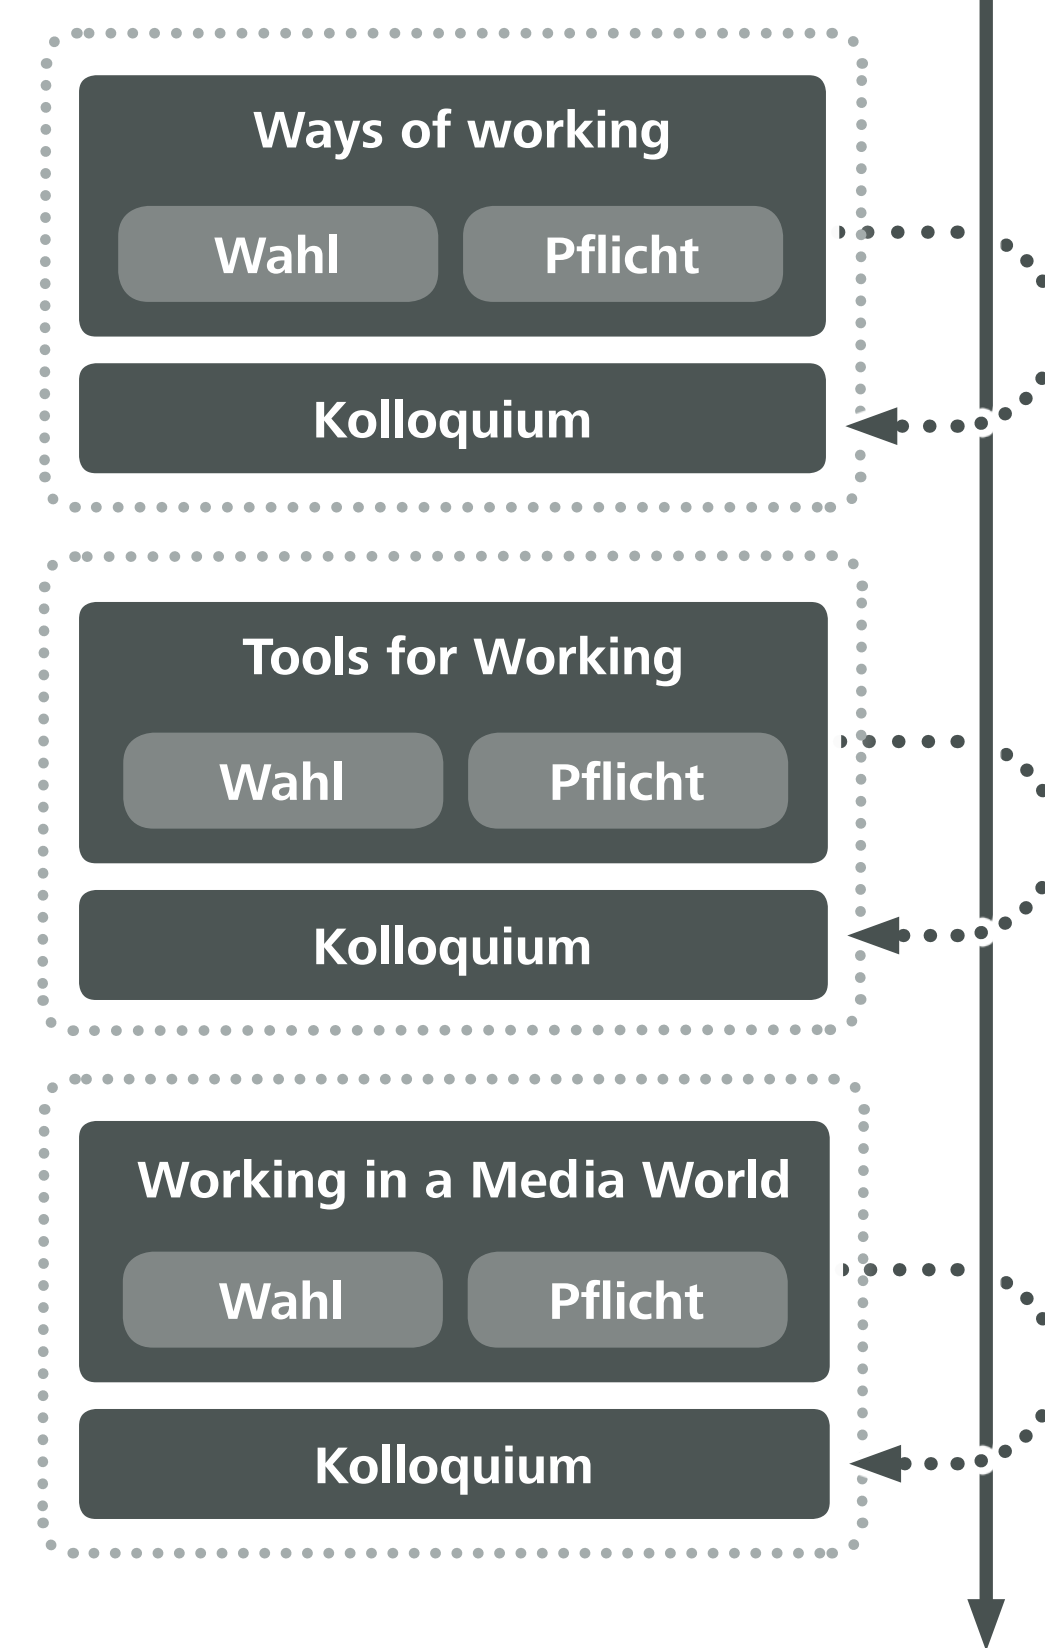 Ways of working
Wahl Pflicht
Kolloquium
Tools for Working
Wahl Pflicht
Kolloquium
Working in a Media World
Wahl Pflicht
Kolloquium